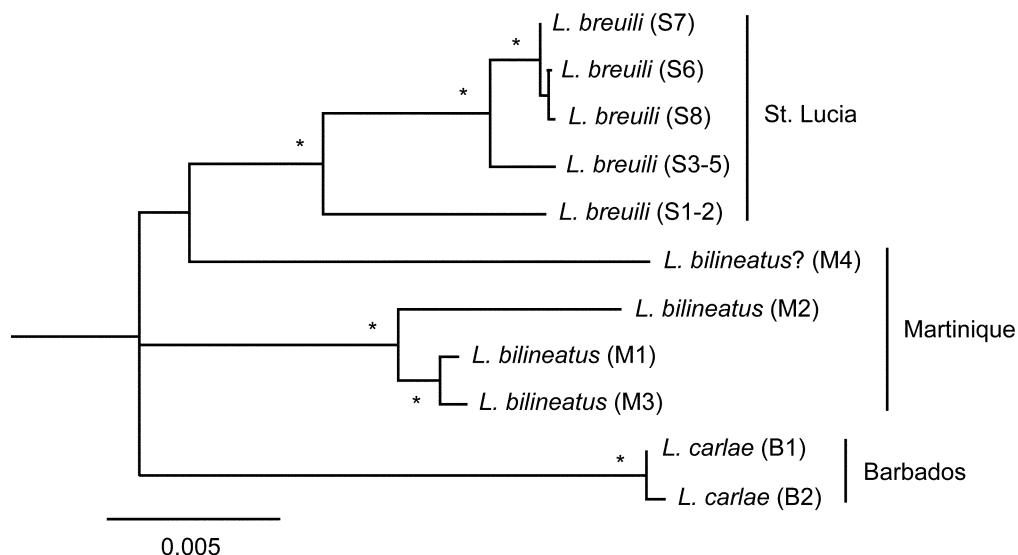 *
L. breuili (S7)
L. breuili (S6)
*
L. breuili (S8)
St. Lucia
*
L. breuili (S3-5)
L. breuili (S1-2)
L. bilineatus? (M4)
L. bilineatus (M2)
*
Martinique
L. bilineatus (M1)
*
L. bilineatus (M3)
L. carlae (B1)
*
Barbados
L. carlae (B2)
0.005